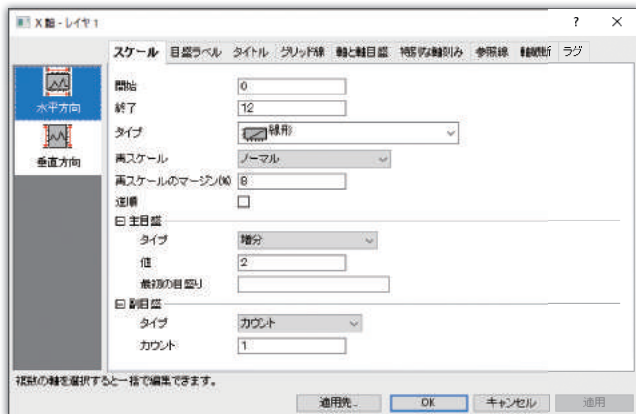 X 軸 - レイヤ 1
? ×
スケール 目盛ラベル タイトル グリッド線 軸と軸目盛 特別な軸刻み 参照線 軸破断 ラグ
水平方向
垂直方向
開始 0
終了 12
タイプ 線形
再スケール ノーマル
再スケールのマージン(%) 8
逆順
主目盛
タイプ 増分
値 2
最初の目盛り
副目盛
タイプ カウント
カウント 1
複数の軸を選択すると一括で編集できます。
適用先... OK キャンセル 適用